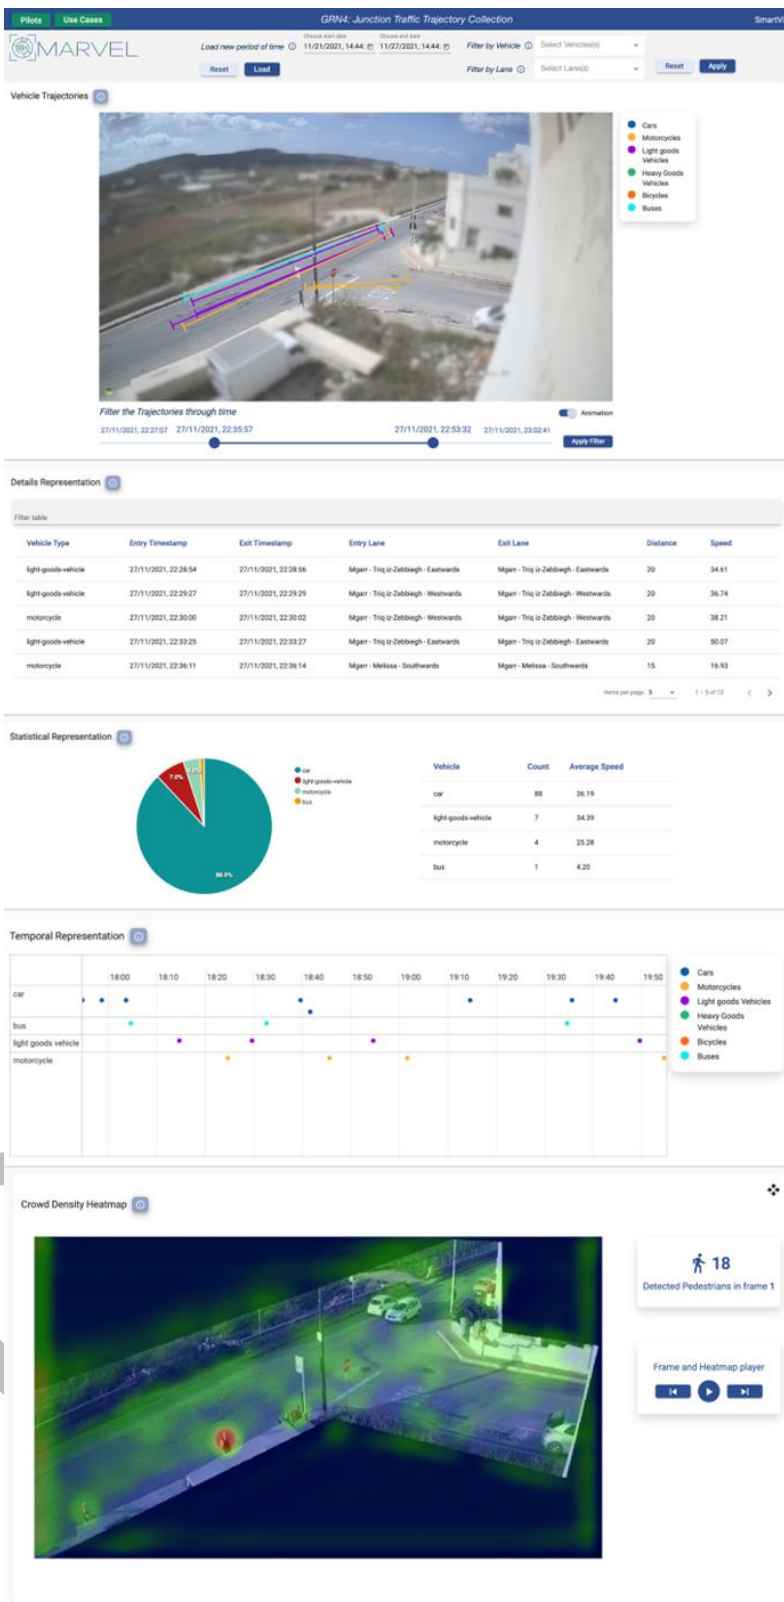 Pilots Use Cases GRN4: Junction Traffic Trajectory Collection SmartVi
MARVEL
Load new period of time
Choose start date Choose end date
11/21/2021, 14:44: 11/27/2021, 14:44:
Filter by Vehicle Select Vehicles(s)
Reset Load
Filter by Lane Select Lane(s)
Reset Apply
Vehicle Trajectories
Cars
Motorcycles
Light goods
Vehicles
Heavy Goods
Vehicles
Bicycles
Buses
Filter the Trajectories through time
Animation
27/11/2021, 22:27:07 27/11/2021, 22:35:57 27/11/2021, 22:53:32 27/11/2021, 23:02:41
Apply Filter
Details Representation
Filter table
Vehicle Type Entry Timestamp Exit Timestamp Entry Lane Exit Lane Distance Speed
light-goods-vehicle 27/11/2021, 22:28:54 27/11/2021, 22:28:56 Mgarr - Triq iz-Zebbiegh - Eastwards Mgarr - Triq iz-Zebbiegh - Eastwards 20 34.61
light-goods-vehicle 27/11/2021, 22:29:27 27/11/2021, 22:29:29 Mgarr - Triq iz-Zebbiegh - Westwards Mgarr - Triq iz-Zebbiegh - Westwards 20 36.74
motorcycle 27/11/2021, 22:30:00 27/11/2021, 22:30:02 Mgarr - Triq iz-Zebbiegh - Westwards Mgarr - Triq iz-Zebbiegh - Westwards 20 38.21
light-goods-vehicle 27/11/2021, 22:33:25 27/11/2021, 22:33:27 Mgarr - Triq iz-Zebbiegh - Eastwards Mgarr - Triq iz-Zebbiegh - Eastwards 20 50.07
motorcycle 27/11/2021, 22:36:11 27/11/2021, 22:36:14 Mgarr - Melissa - Southwards Mgarr - Melissa - Southwards 15 16.93
Items per page: 5 1 - 5 of 12
Statistical Representation
7.0%
88.0%
car
light-goods-vehicle
motorcycle
bus
Vehicle Count Average Speed
car 88 36.19
light-goods-vehicle 7 34.39
motorcycle 4 25.28
bus 1 4.20
Temporal Representation
18:00 18:10 18:20 18:30 18:40 18:50 19:00 19:10 19:20 19:30 19:40 19:50
car
bus
light goods vehicle
motorcycle
Cars
Motorcycles
Light goods Vehicles
Heavy Goods
Vehicles
Bicycles
Buses
Crowd Density Heatmap
18
Detected Pedestrians in frame 1
Frame and Heatmap player